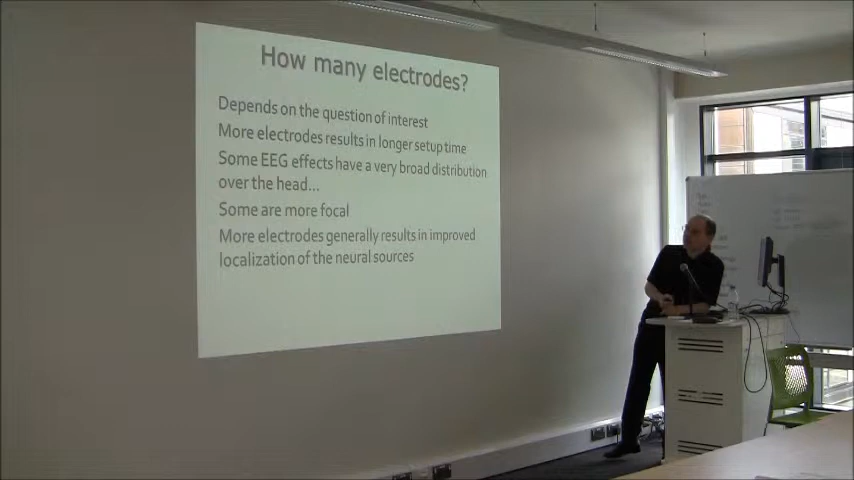 How many electrodes?
Depends on the question of interest
More electrodes results in longer setup time
Some EEG effects have a very broad distribution
over the head...
Some are more focal
More electrodes generally results in improved
localization of the neural sources